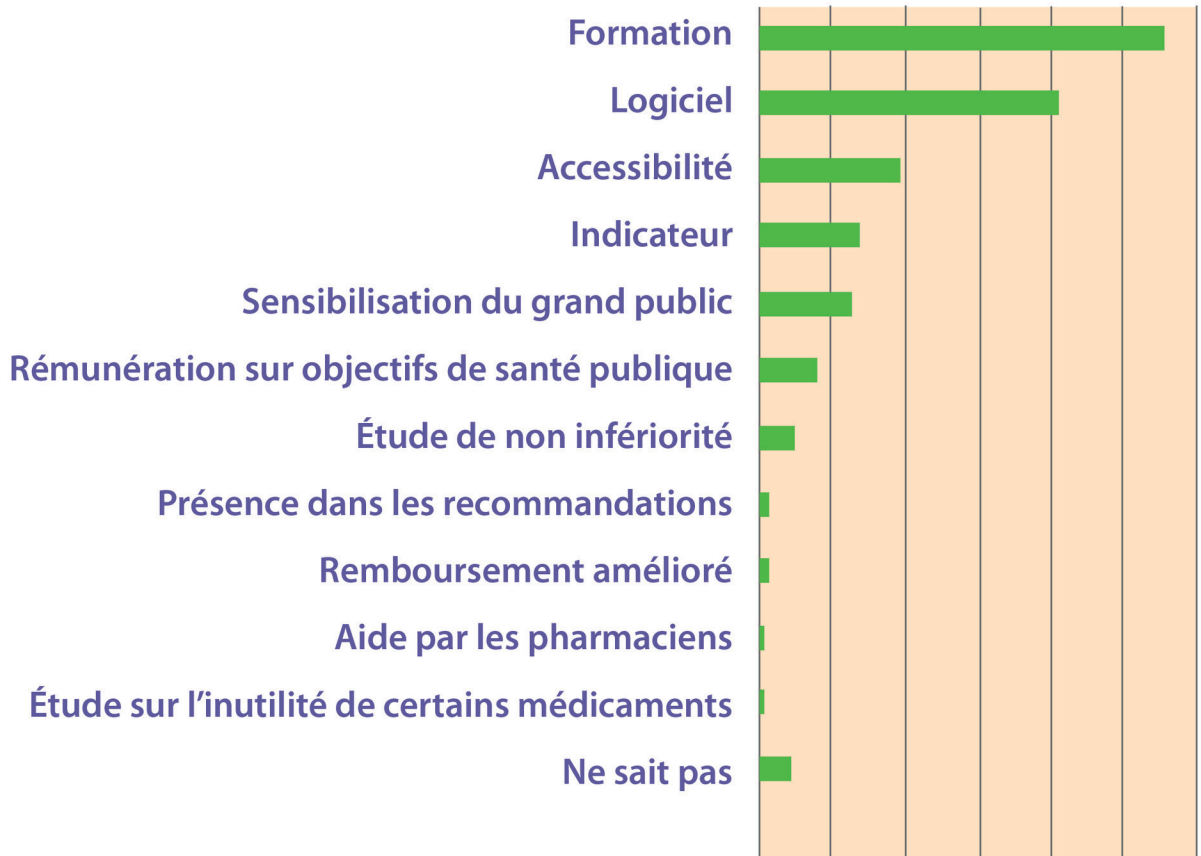 Formation
Logiciel
Accessibilité
Indicateur
Sensibilisation du grand public
Rémunération sur objectifs de santé publique
Étude de non infériorité
Présence dans les recommandations
Remboursement amélioré
Aide par les pharmaciens
Étude sur l’inutilité de certains médicaments
Ne sait pas